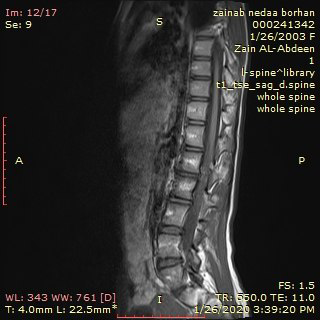 Im: 12/17
Se: 9
zainab nedaa borhan
000241342
1/26/2003 F
Zain AL-Abdeen
1
l-spine^library
t1_tse_sag_d.spine
whole spine
whole spine
S
A
P
I
WL: 343 WW: 761 [D]
T: 4.0mm L: 22.5mm*
FS: 1.5
TR: 550.0 TE: 11.0
1/26/2020 3:39:20 PM